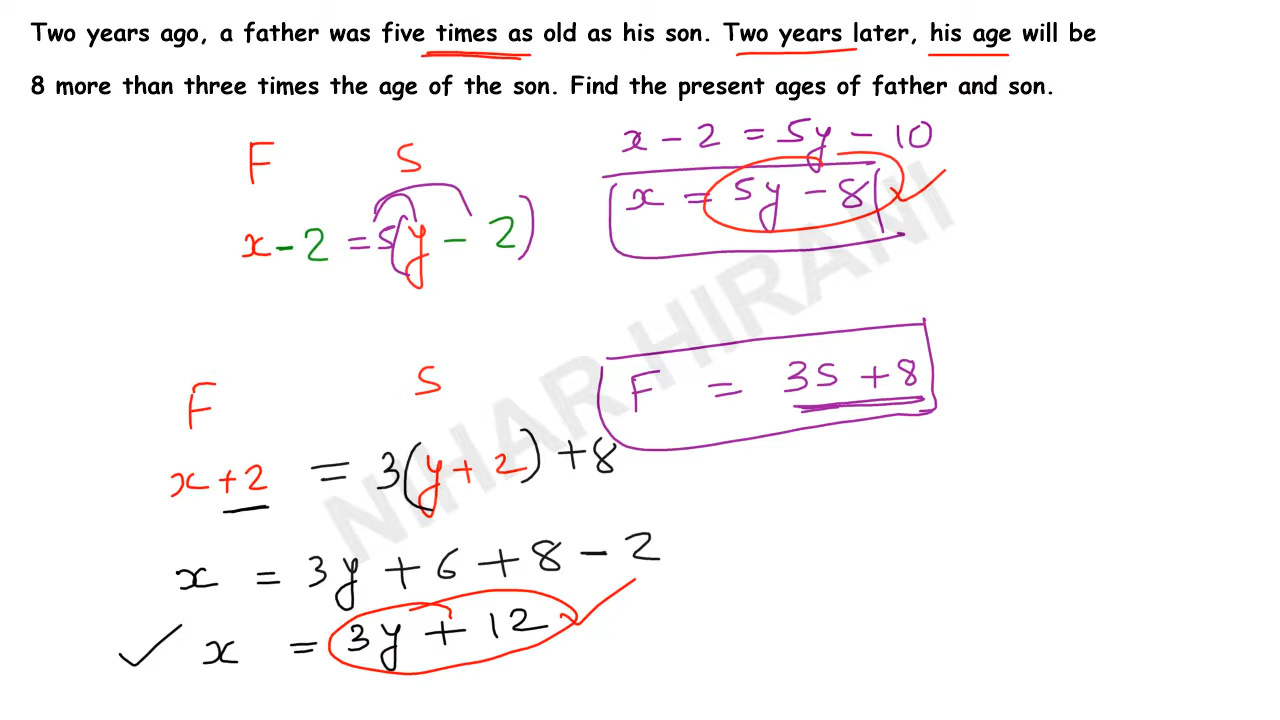 Two years ago, a father was five times as old as his son. Two years later, his age will be
8 more than three times the age of the son. Find the present ages of father and son.
F S
x - 2 = 5(y - 2)
x - 2 = 5y - 10
x = 5y - 8
F = 3S + 8
F S
x + 2 = 3(y + 2) + 8
x = 3y + 6 + 8 - 2
x = 3y + 12
NIHAR HIRANI